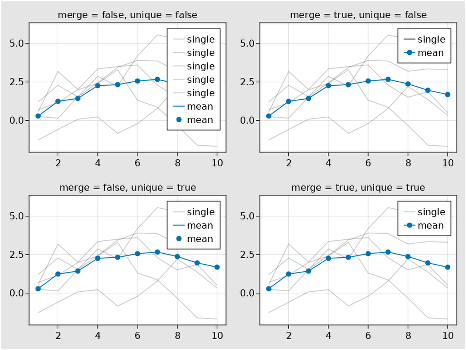 merge = false, unique = false
5.0
2.5
0.0
2 4 6 8 10
single
single
single
single
single
mean
mean
merge = true, unique = false
5.0
2.5
0.0
2 4 6 8 10
single
mean
merge = false, unique = true
5.0
2.5
0.0
2 4 6 8 10
single
mean
mean
merge = true, unique = true
5.0
2.5
0.0
2 4 6 8 10
single
mean